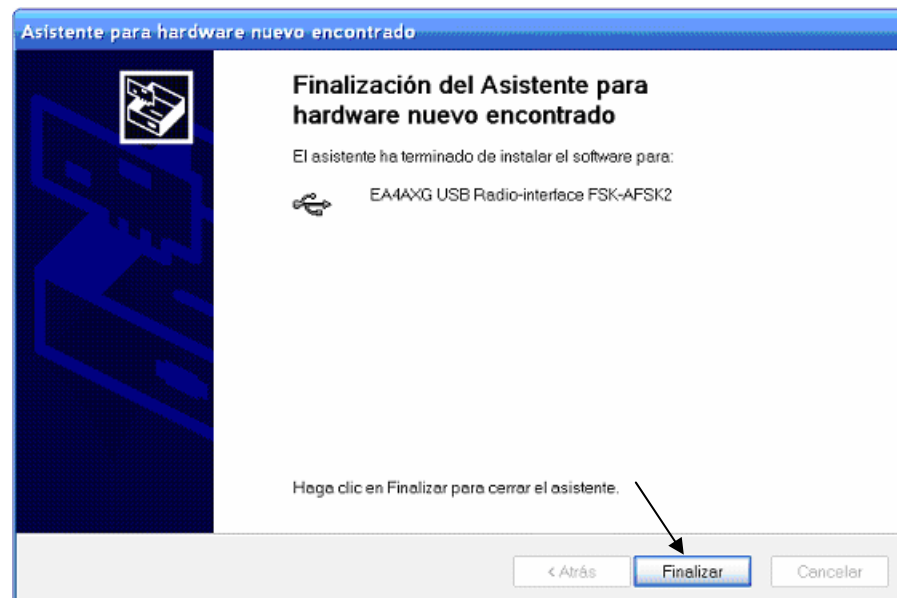 Asistente para hardware nuevo encontrado
Finalización del Asistente para
hardware nuevo encontrado
El asistente ha terminado de instalar el software para:
EA4AXG USB Radio-interface FSK-AFSK2
Haga clic en Finalizar para cerrar el asistente.
< Atrás
Finalizar
Cancelar